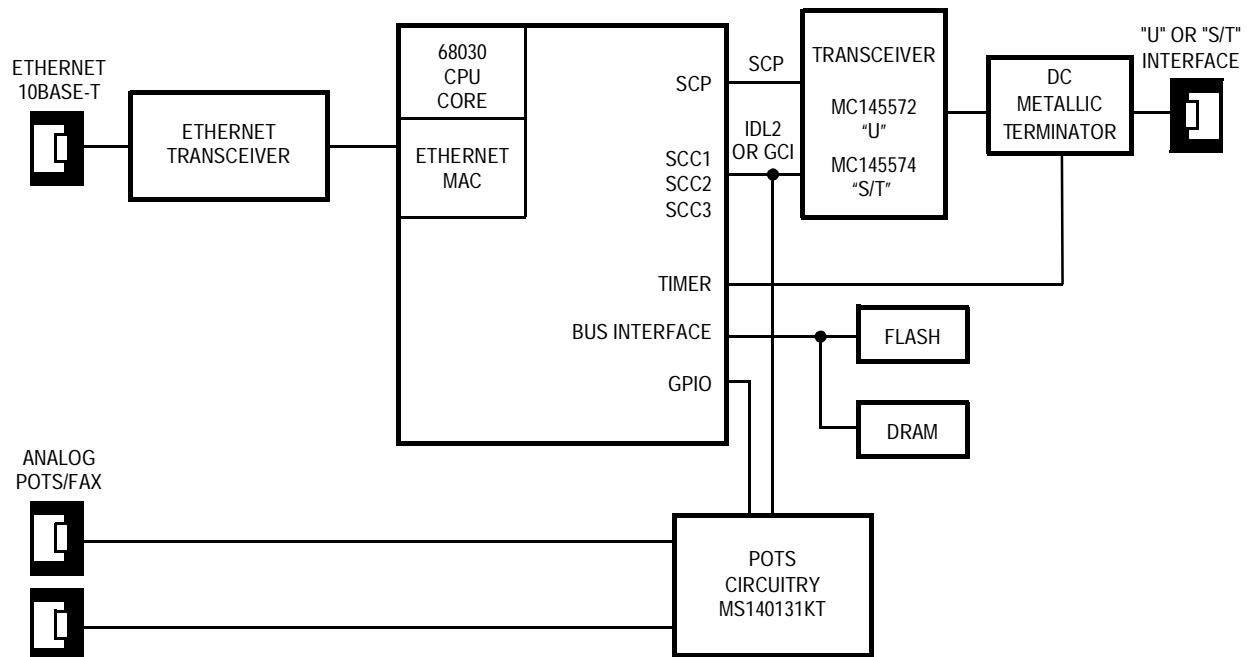 ETHERNET
10BASE-T
ETHERNET
TRANSCEIVER
68030
CPU
CORE
ETHERNET
MAC
SCP
SCC1
SCC2
SCC3
TIMER
BUS INTERFACE
GPIO
SCP
IDL2
OR GCI
TRANSCEIVER
MC145572
“U”
MC145574
“S/T”
DC
METALLIC
TERMINATOR
"U" OR "S/T"
INTERFACE
FLASH
DRAM
ANALOG
POTS/FAX
POTS
CIRCUITRY
MS140131KT